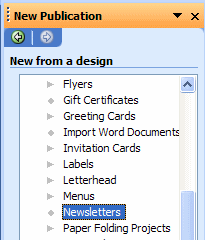 New Publication
New from a design
Flyers
Gift Certificates
Greeting Cards
Import Word Documents
Invitation Cards
Labels
Letterhead
Menus
Newsletters
Paper Folding Projects